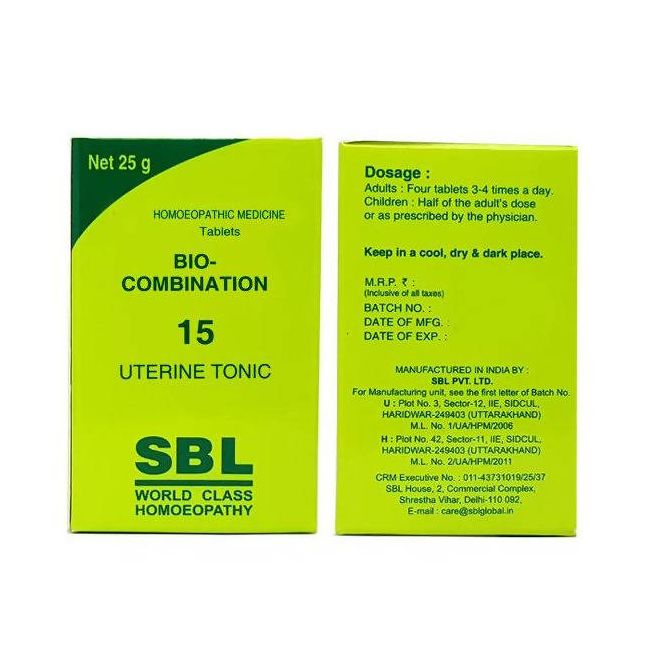 Net 25 g
HOMOEOPATHIC MEDICINE
Tablets
BIO-
COMBINATION
15
UTERINE TONIC
SBL
WORLD CLASS
HOMOEOPATHY
Dosage :
Adults : Four tablets 3-4 times a day.
Children : Half of the adult's dose
or as prescribed by the physician.
Keep in a cool, dry & dark place.
M.R.P. ₹ :
(Inclusive of all taxes)
BATCH NO. :
DATE OF MFG. :
DATE OF EXP. :
MANUFACTURED IN INDIA BY :
SBL PVT. LTD.
For Manufacturing unit, see the first letter of Batch No.
U : Plot No. 3, Sector-12, IIE, SIDCUL,
HARIDWAR-249403 (UTTARAKHAND)
M.L. No. 1/UA/HPM/2006
H : Plot No. 42, Sector-11, IIE, SIDCUL,
HARIDWAR-249403 (UTTARAKHAND)
M.L. No. 2/UA/HPM/2011
CRM Executive No. : 011-43731019/25/37
SBL House, 2, Commercial Complex,
Shrestha Vihar, Delhi-110 092,
E-mail : care@sblglobal.in